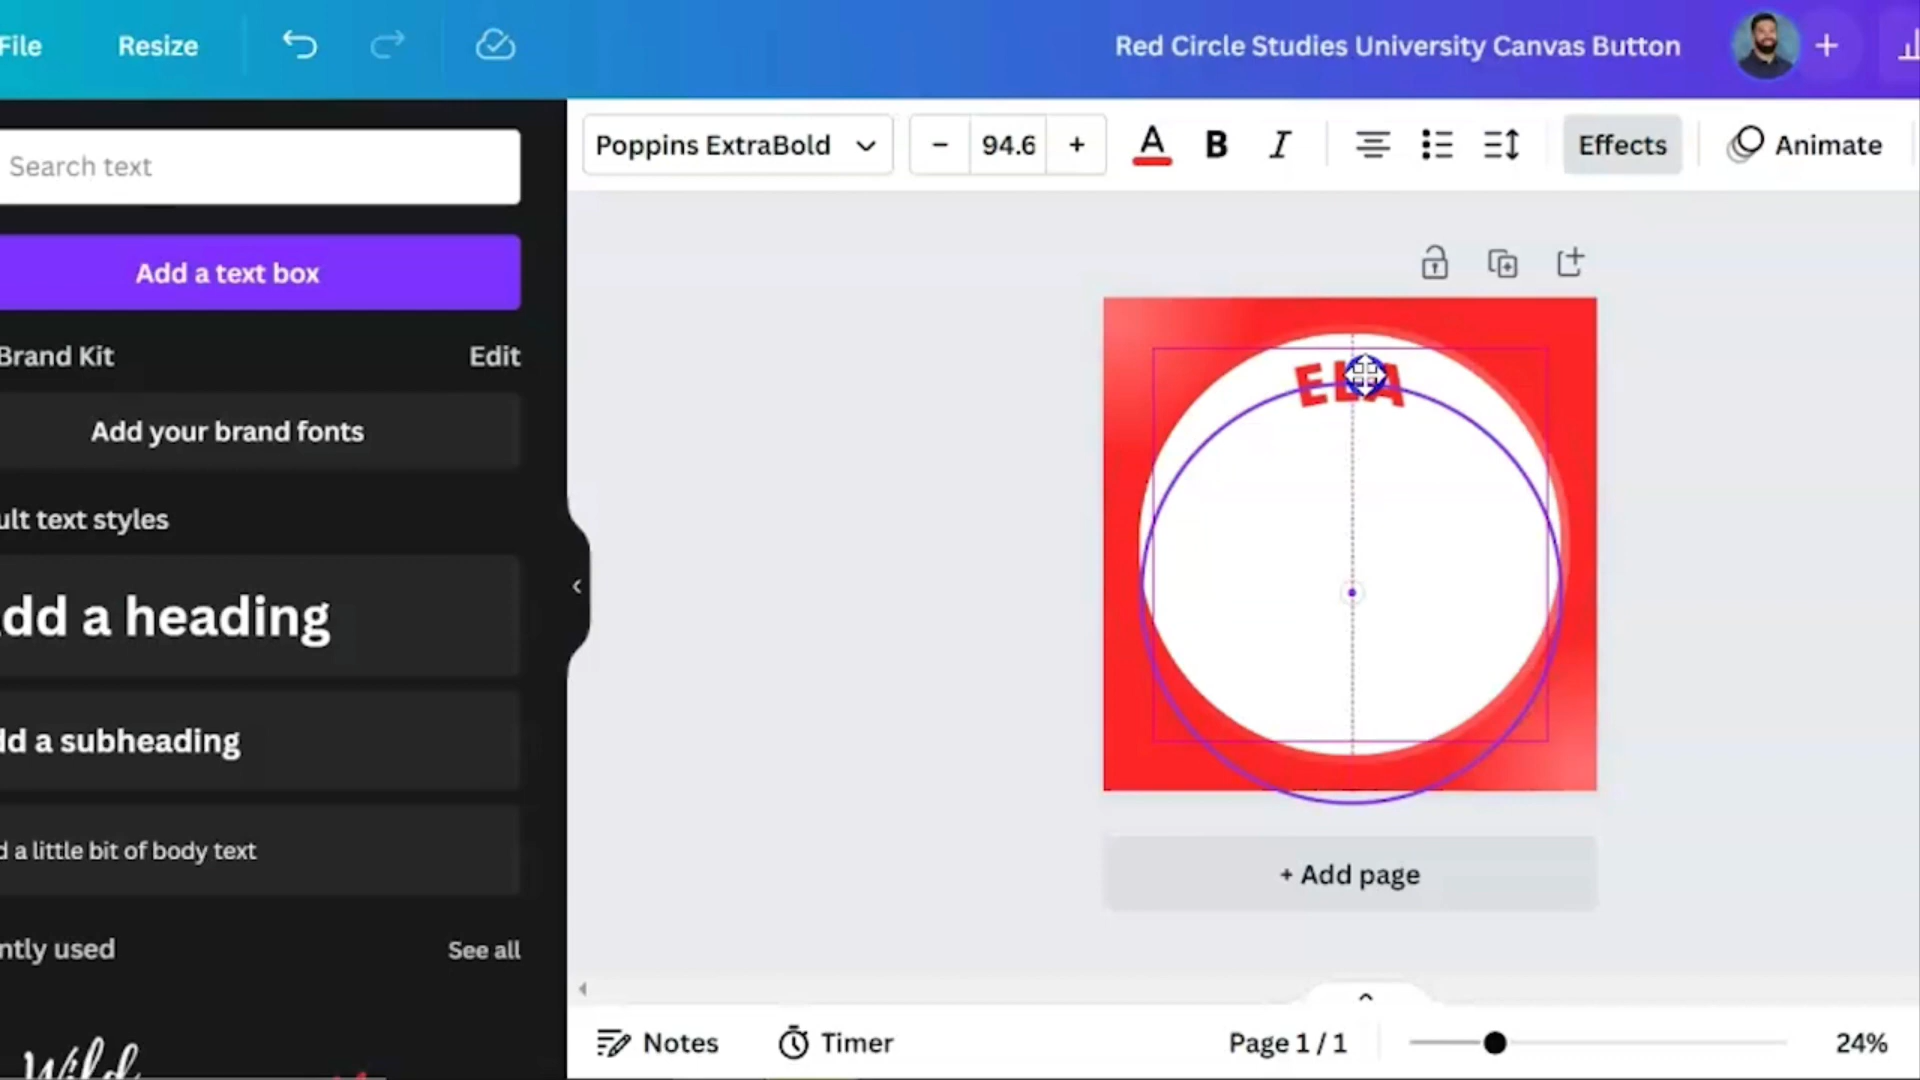 File Resize Red Circle Studies University Canvas Button
Search text
Poppins ExtraBold - 94.6 + A B I Effects Animate
Add a text box
Brand Kit Edit
Add your brand fonts
ult text styles
dd a heading
dd a subheading
d a little bit of body text
ntly used See all
Wild
ELA
+ Add page
Notes Timer Page 1 / 1 24%